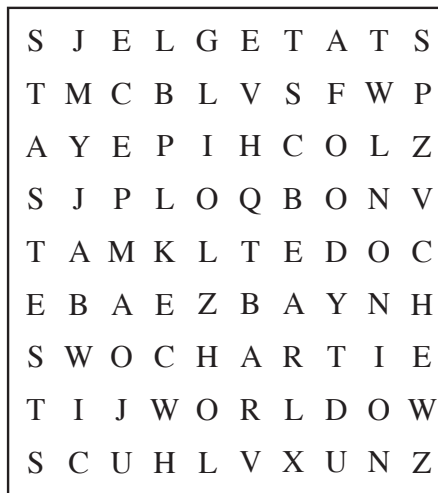 S J E L G E T A T S
T M C B L V S F W P
A Y E P I H C O L Z
S J P L O Q B O N V
T A M K L T E D O C
E B A E Z B A Y N H
S W O C H A R T I E
T I J W O R L D O W
S C U H L V X U N Z